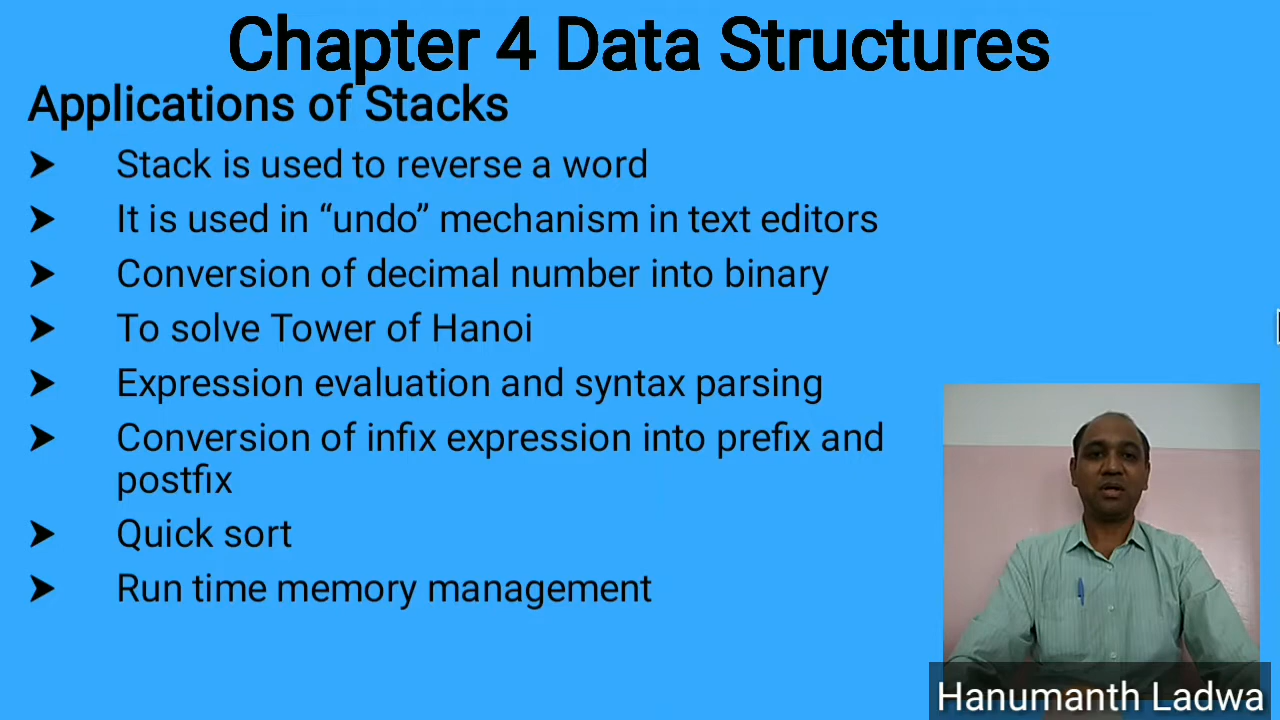 Chapter 4 Data Structures
Applications of Stacks
➤ Stack is used to reverse a word
➤ It is used in “undo” mechanism in text editors
➤ Conversion of decimal number into binary
➤ To solve Tower of Hanoi
➤ Expression evaluation and syntax parsing
➤ Conversion of infix expression into prefix and
postfix
➤ Quick sort
➤ Run time memory management
Hanumanth Ladwa